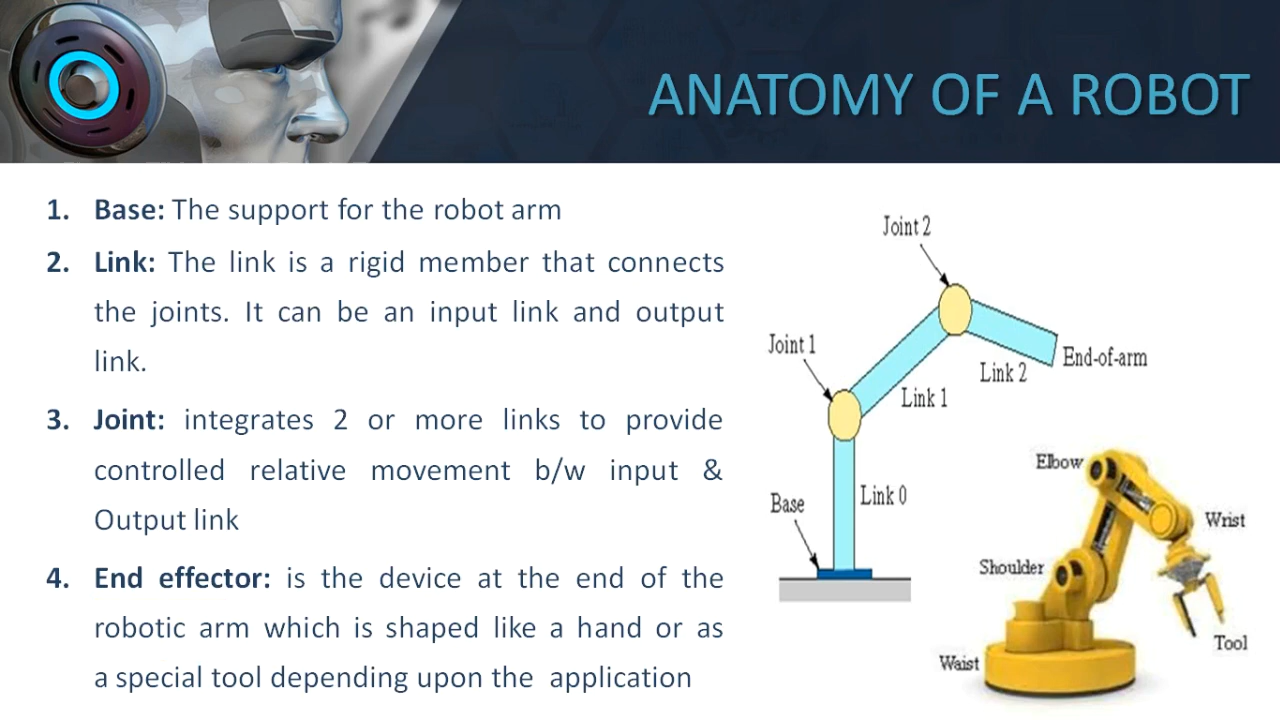 ANATOMY OF A ROBOT
1. Base: The support for the robot arm
2. Link: The link is a rigid member that connects
the joints. It can be an input link and output
link.
3. Joint: integrates 2 or more links to provide
controlled relative movement b/w input &
Output link
4. End effector: is the device at the end of the
robotic arm which is shaped like a hand or as
a special tool depending upon the application
Joint 2
Joint 1
End-of-arm
Link 2
Link 1
Base
Link 0
Elbow
Wrist
Shoulder
Tool
Waist